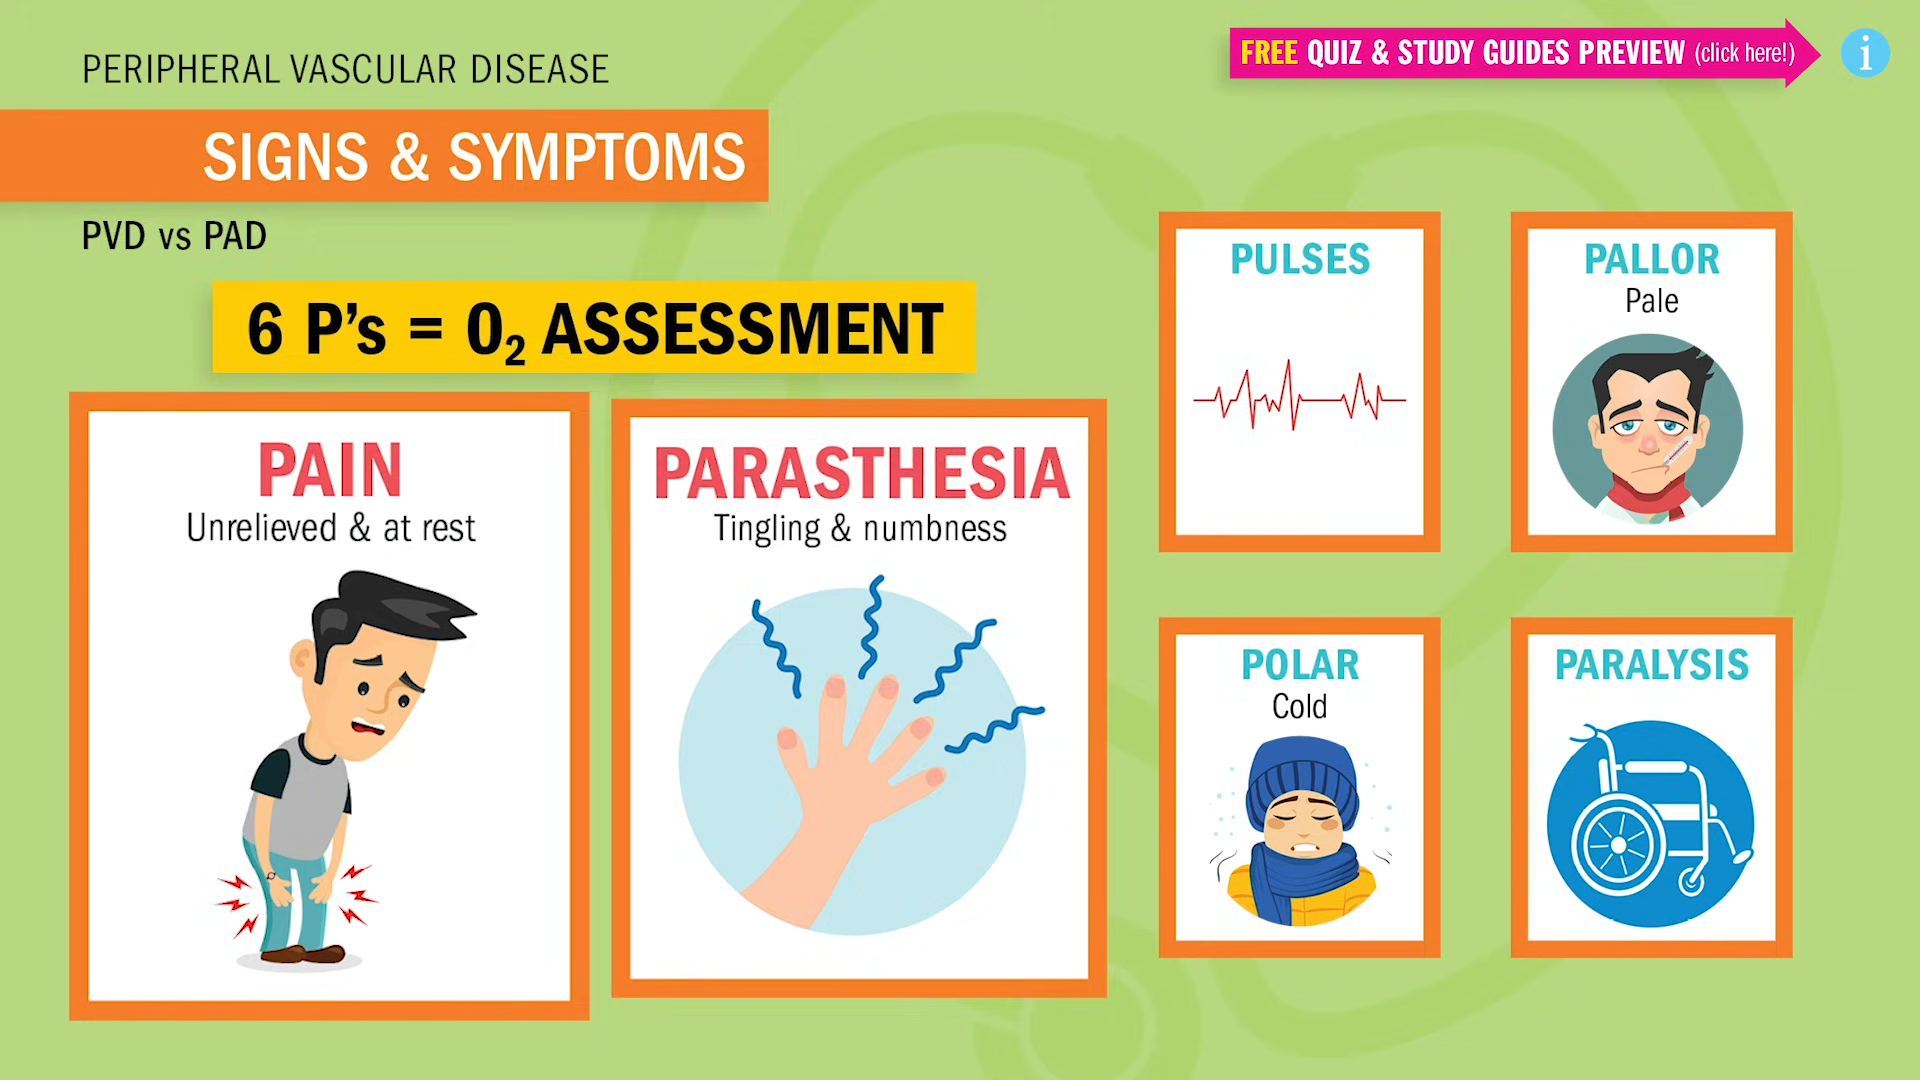 PERIPHERAL VASCULAR DISEASE
FREE QUIZ & STUDY GUIDES PREVIEW (click here!)
i
SIGNS & SYMPTOMS
PVD vs PAD
6 P's = O₂ ASSESSMENT
PAIN
Unrelieved & at rest
PARASTHESIA
Tingling & numbness
PULSES
PALLOR
Pale
POLAR
Cold
PARALYSIS